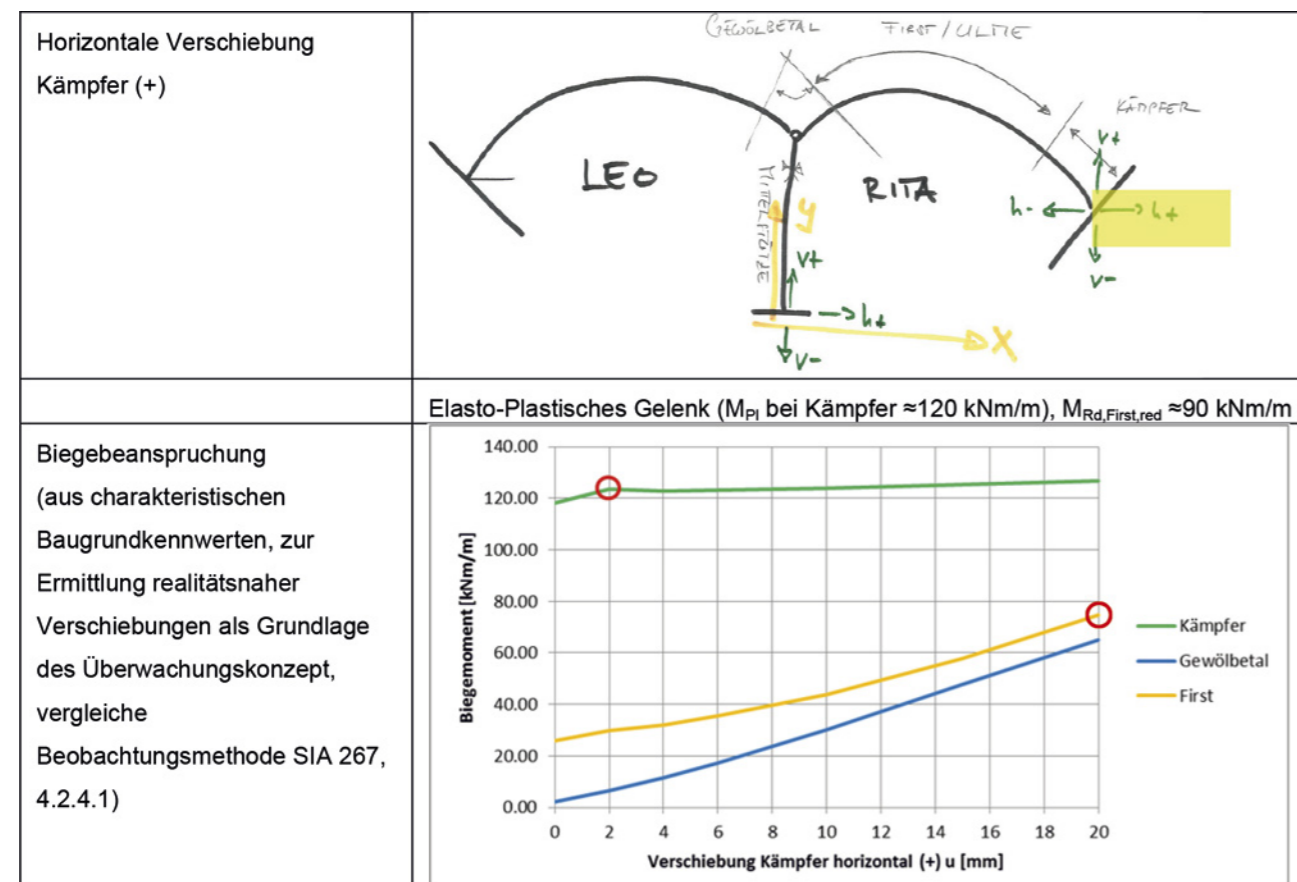 Horizontale Verschiebung
Kämpfer (+)
GEWÖLBETAL
FIRST/ULME
KÄMPFER
LEO
RITA
MITTELSTÜTZE
V+
h-
h+
V-
y
V+
h+
V-
X
Elasto-Plastisches Gelenk (MPl bei Kämpfer ≈120 kNm/m), MRd,First,red ≈90 kNm/m
Biegebeanspruchung
(aus charakteristischen
Baugrundkennwerten, zur
Ermittlung realitätsnaher
Verschiebungen als Grundlage
des Überwachungskonzept,
vergleiche
Beobachtungsmethode SIA 267,
4.2.4.1)
Biegemoment [kNm/m]
140.00
120.00
100.00
80.00
60.00
40.00
20.00
0.00
0 2 4 6 8 10 12 14 16 18 20
Verschiebung Kämpfer horizontal (+) u [mm]
Kämpfer
Gewölbetal
First